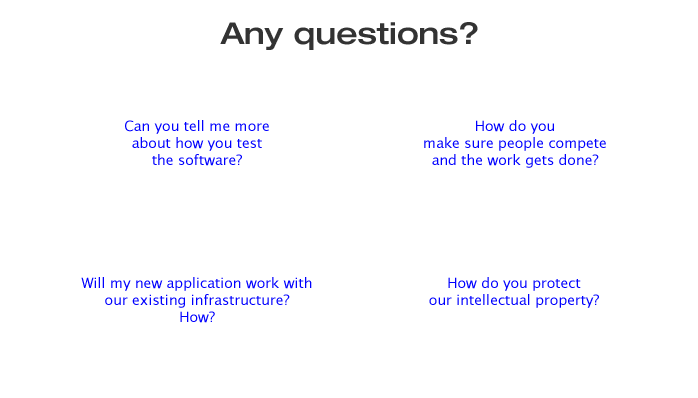 Any questions?
Can you tell me more
about how you test
the software?
How do you
make sure people compete
and the work gets done?
Will my new application work with
our existing infrastructure?
How?
How do you protect
our intellectual property?